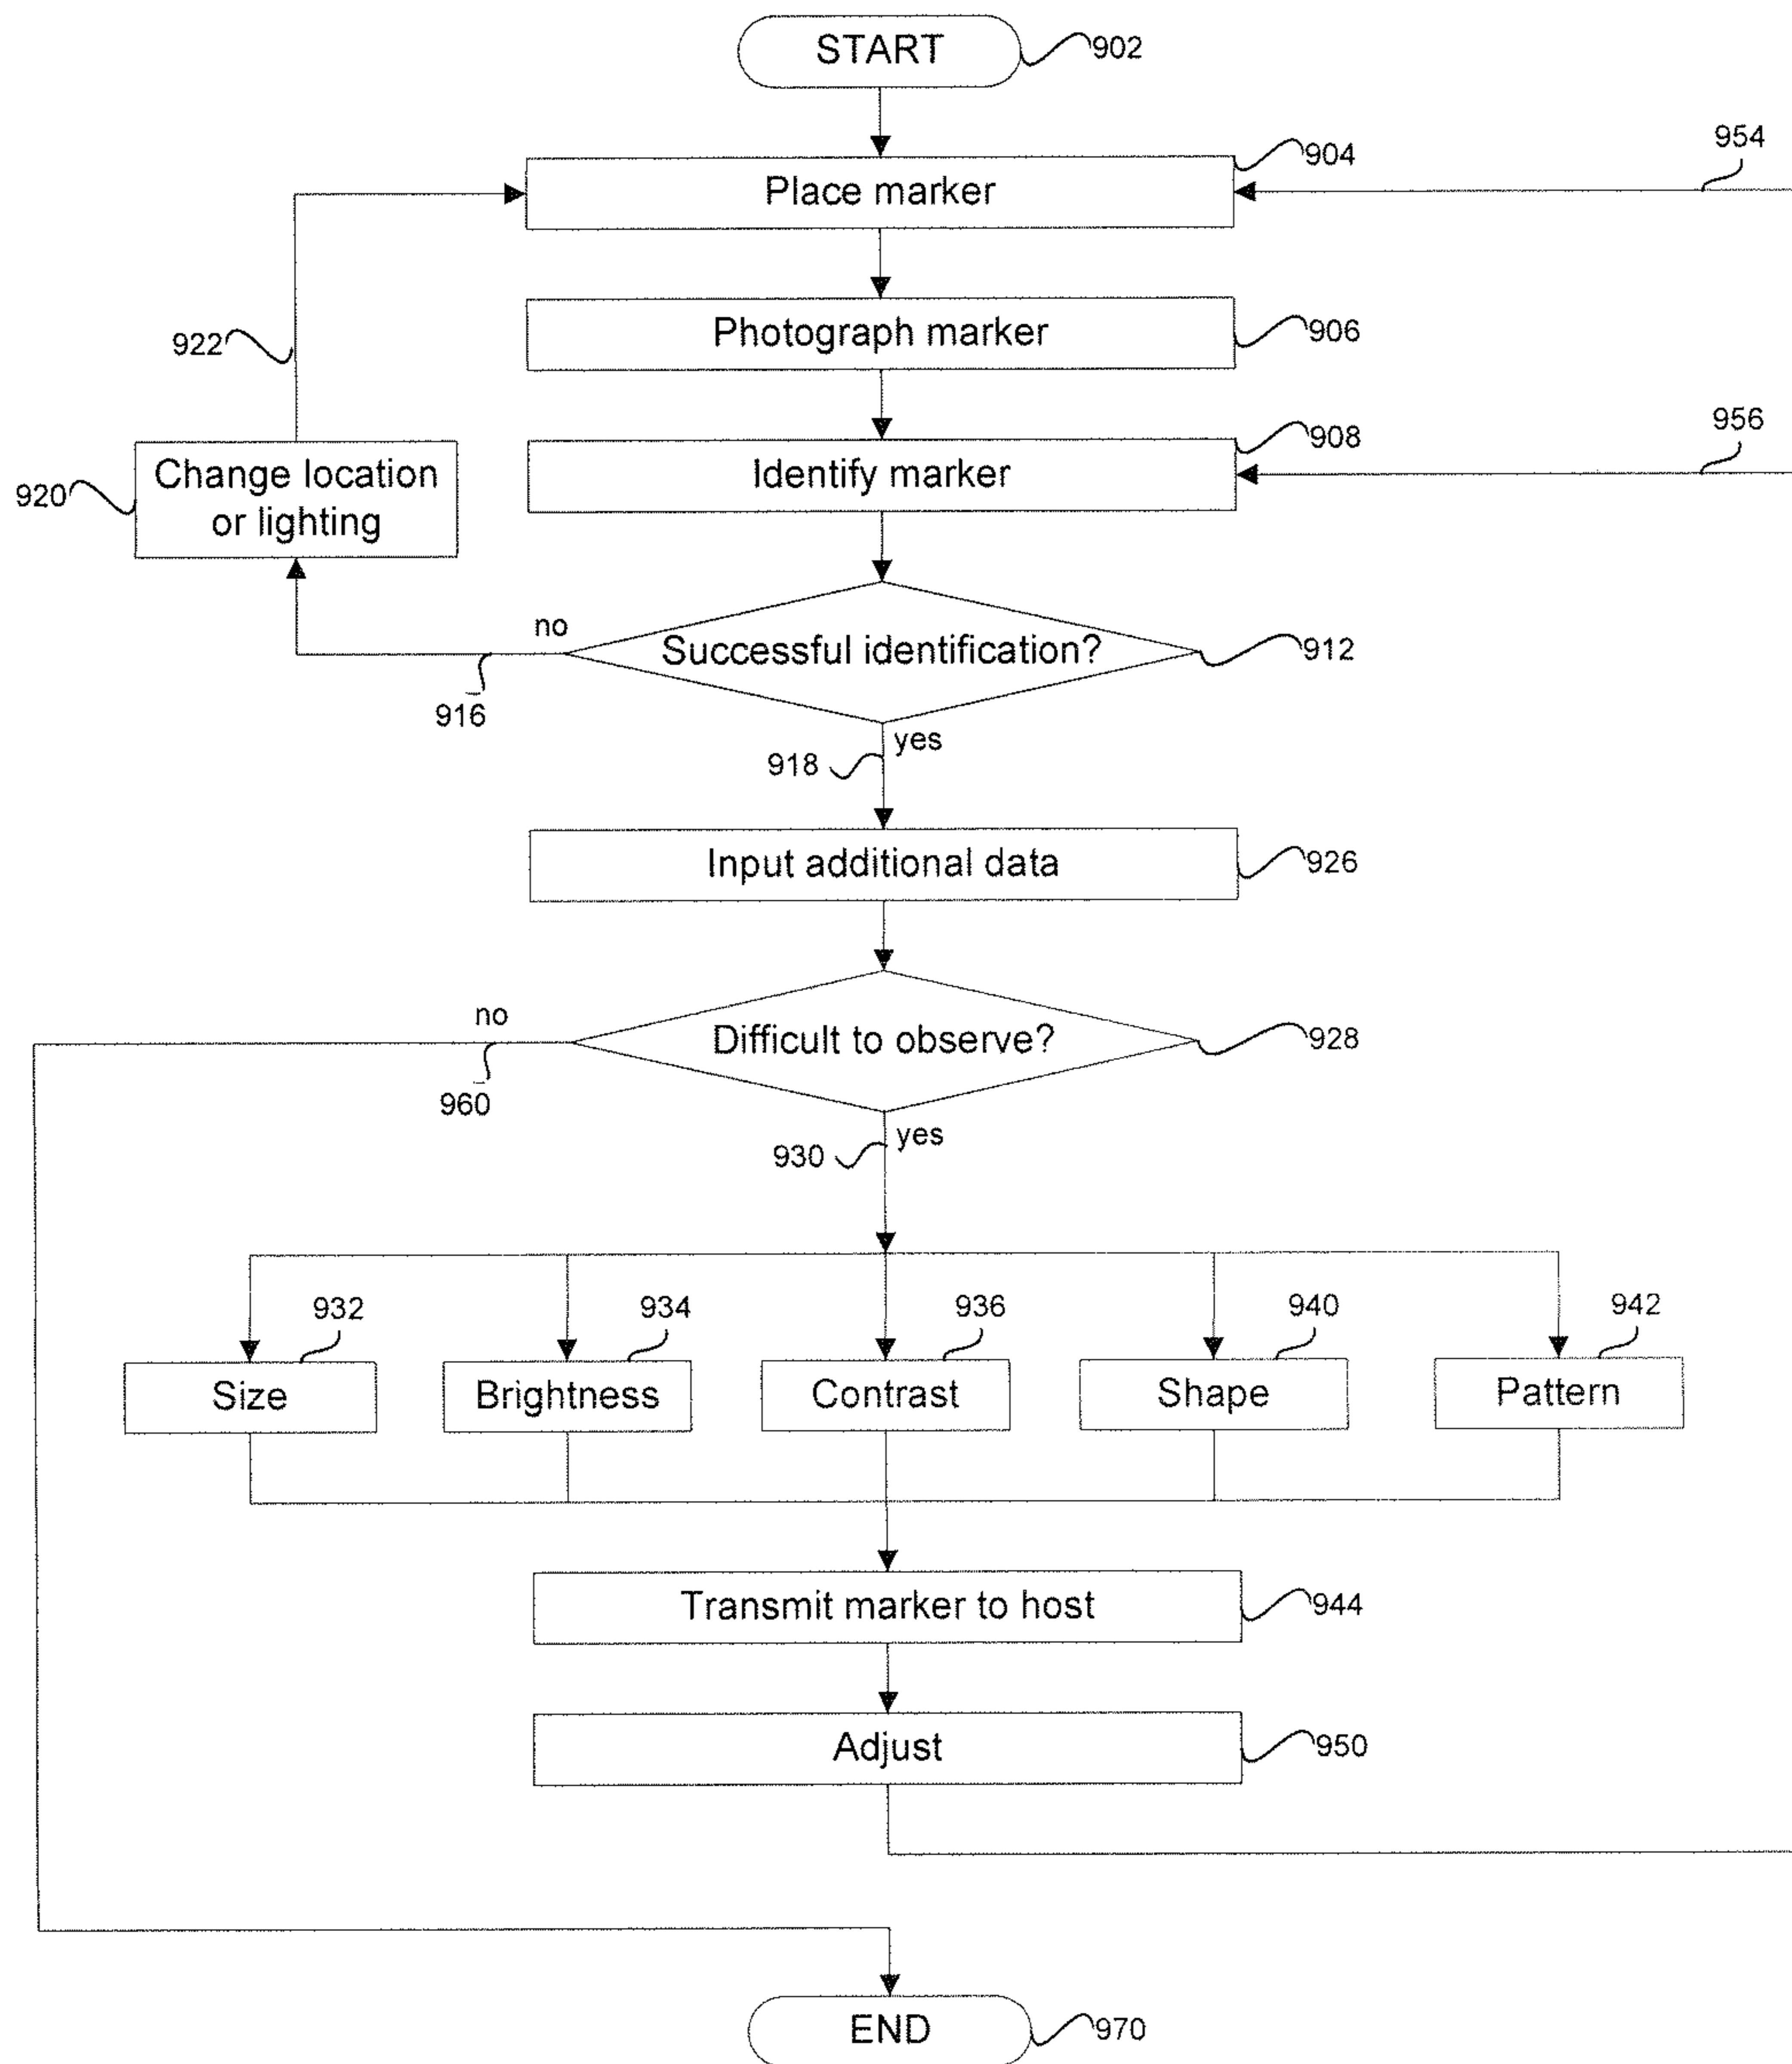 START
902
954
904
Place marker
Photograph marker
906
922
956
908
Identify marker
920
Change location
or lighting
no
Successful identification?
912
916
yes
918
Input additional data
926
no
Difficult to observe?
928
960
yes
930
932
934
936
940
942
Size
Brightness
Contrast
Shape
Pattern
Transmit marker to host
944
Adjust
950
END
970